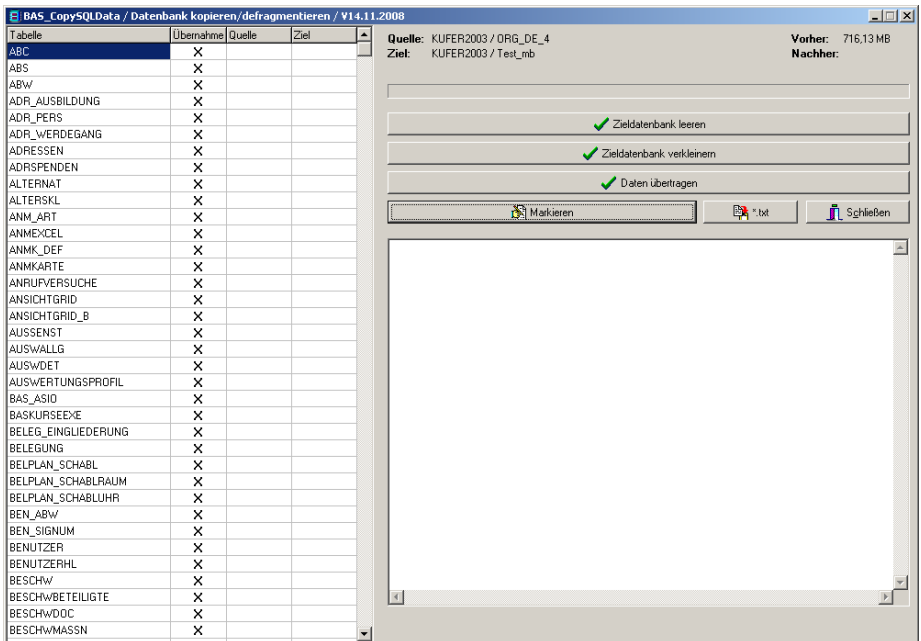 BAS_CopySQLData / Datenbank kopieren/defragmentieren / V14.11.2008
Tabelle Übernahme Quelle Ziel
ABC X
ABS X
ABW X
ADR_AUSBILDUNG X
ADR_PERS X
ADR_WERDEGANG X
ADRESSEN X
ADRSPENDEN X
ALTERNAT X
ALTERSKL X
ANM_ART X
ANMEXCEL X
ANMK_DEF X
ANMKARTE X
ANRUFVERSUCHE X
ANSICHTGRID X
ANSICHTGRID_B X
AUSSENST X
AUSWALLG X
AUSWDET X
AUSWERTUNGSPROFIL X
BAS_ASIO X
BASKURSEEXE X
BELEG_EINGLIEDERUNG X
BELEGUNG X
BELPLAN_SCHABL X
BELPLAN_SCHABLRAUM X
BELPLAN_SCHABLUHR X
BEN_ABW X
BEN_SIGNUM X
BENUTZER X
BENUTZERHL X
BESCHW X
BESCHWBETEILIGTE X
BESCHWDOC X
BESCHWMASSN X
Quelle: KUFER2003 / ORG_DE_4 Vorher: 716,13 MB
Ziel: KUFER2003 / Test_mb Nachher:
Zieldatenbank leeren
Zieldatenbank verkleinern
Daten übertragen
Markieren *.txt Schließen